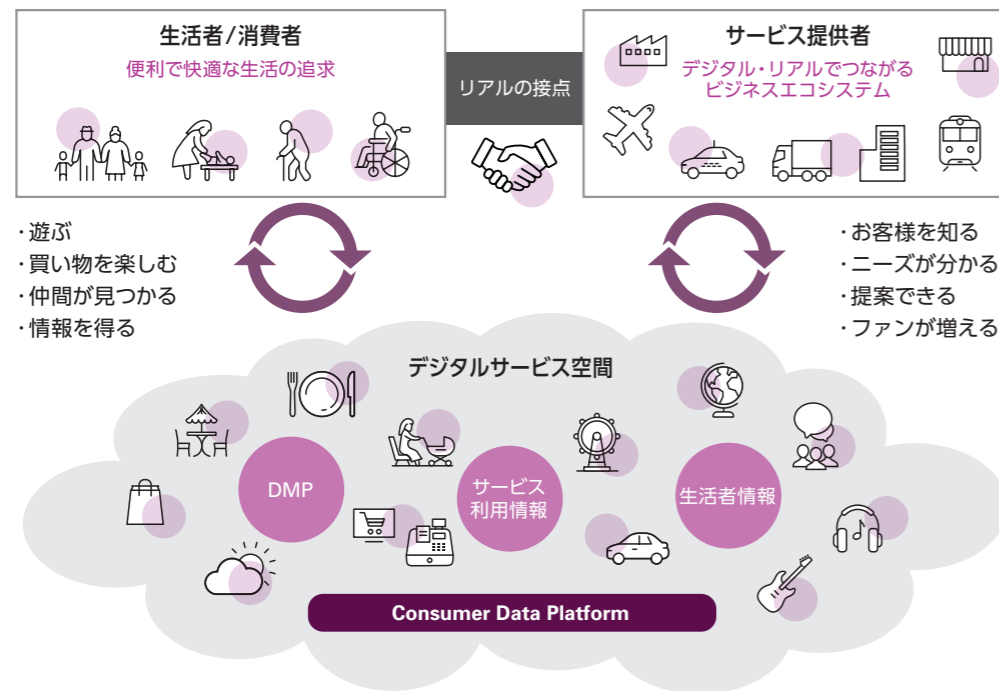 生活者/消費者
便利で快適な生活の追求
リアルの接点
サービス提供者
デジタル・リアルでつながる
ビジネスエコシステム
・遊ぶ
・買い物を楽しむ
・仲間が見つかる
・情報を得る
・お客様を知る
・ニーズが分かる
・提案できる
・ファンが増える
デジタルサービス空間
DMP
サービス
利用情報
生活者情報
Consumer Data Platform